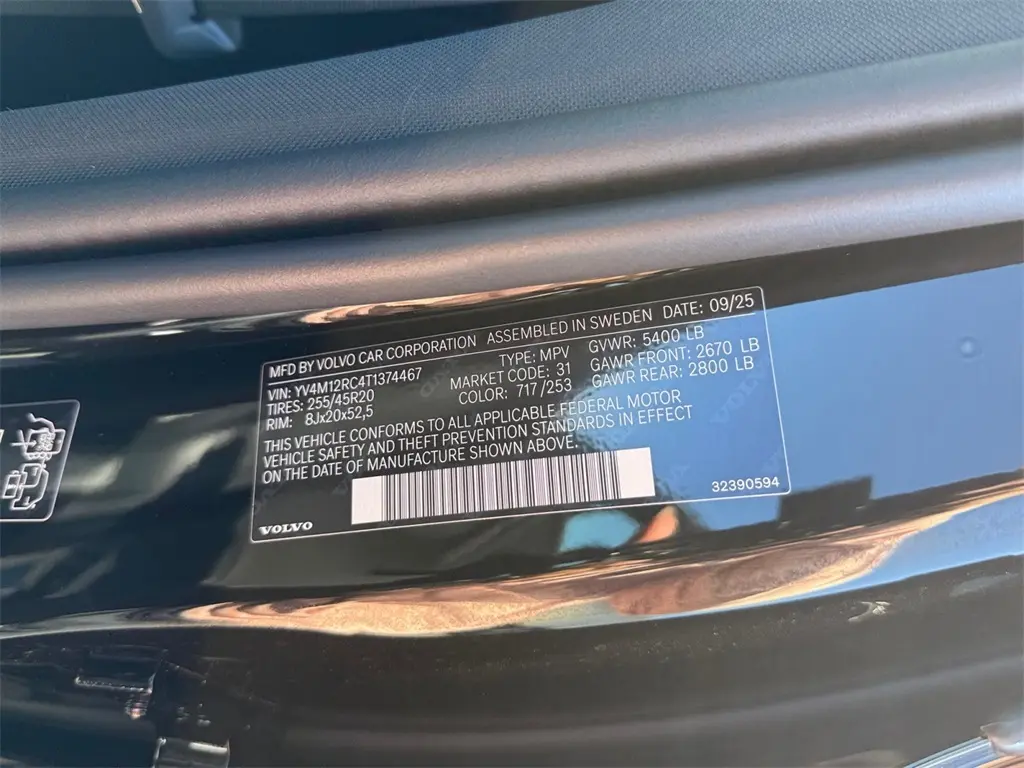 MFD BY VOLVO CAR CORPORATION ASSEMBLED IN SWEDEN DATE: 09/25
VIN: YV4M12RC4T1374467 TYPE: MPV GVWR: 5400 LB
TIRES: 255/45R20 MARKET CODE: 31 GAWR FRONT: 2670 LB
RIM: 8Jx20x52,5 COLOR: 717/253 GAWR REAR: 2800 LB
THIS VEHICLE CONFORMS TO ALL APPLICABLE FEDERAL MOTOR
VEHICLE SAFETY AND THEFT PREVENTION STANDARDS IN EFFECT
ON THE DATE OF MANUFACTURE SHOWN ABOVE.
VOLVO 32390594